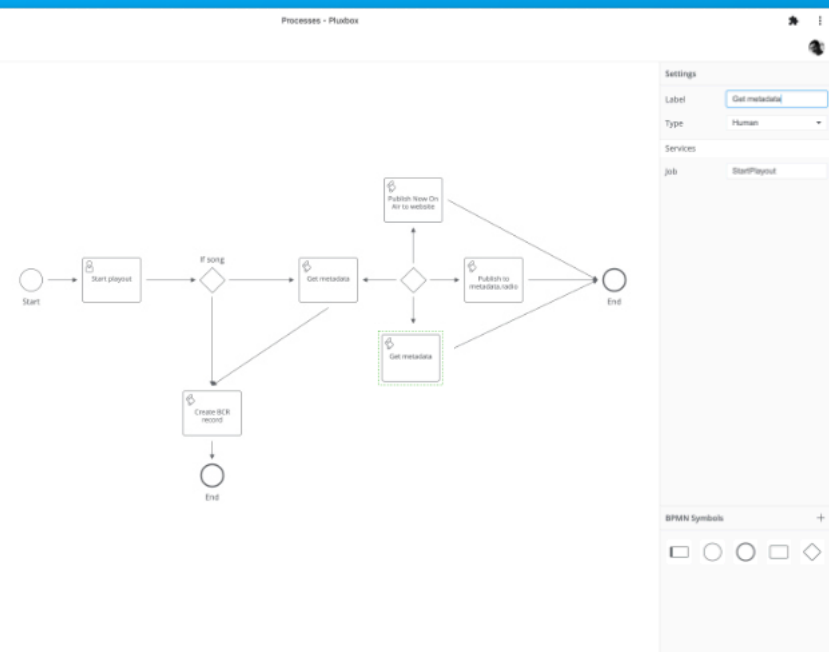 Processes - Pluxbox
Settings
Label
Get metadata
Type
Human
Services
Job
StartPlayout
Publish Now On
Air to website
If song
Start playout
Get metadata
Publish to
metadata.radio
Start
End
Get metadata
Create BCR
record
End
BPMN Symbols